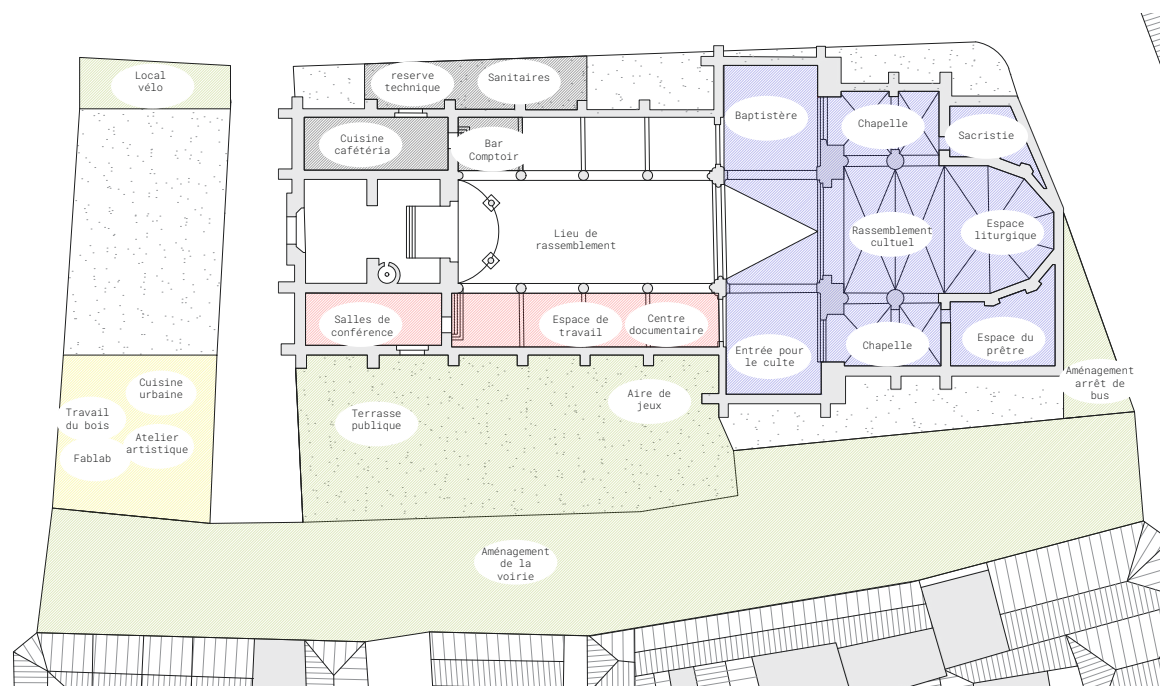 Local
vélo
reserve
technique
Sanitaires
Cuisine
cafétéria
Bar
Comptoir
Baptistère
Chapelle
Sacristie
Lieu de
rassemblement
Rassemblement
cultuel
Espace
liturgique
Salles de
conférence
Espace de
travail
Centre
documentaire
Entrée pour
le culte
Chapelle
Espace du
prêtre
Aménagement
arrêt de
bus
Cuisine
urbaine
Travail
du bois
Atelier
artistique
Fablab
Terrasse
publique
Aire de
jeux
Aménagement
de la
voirie